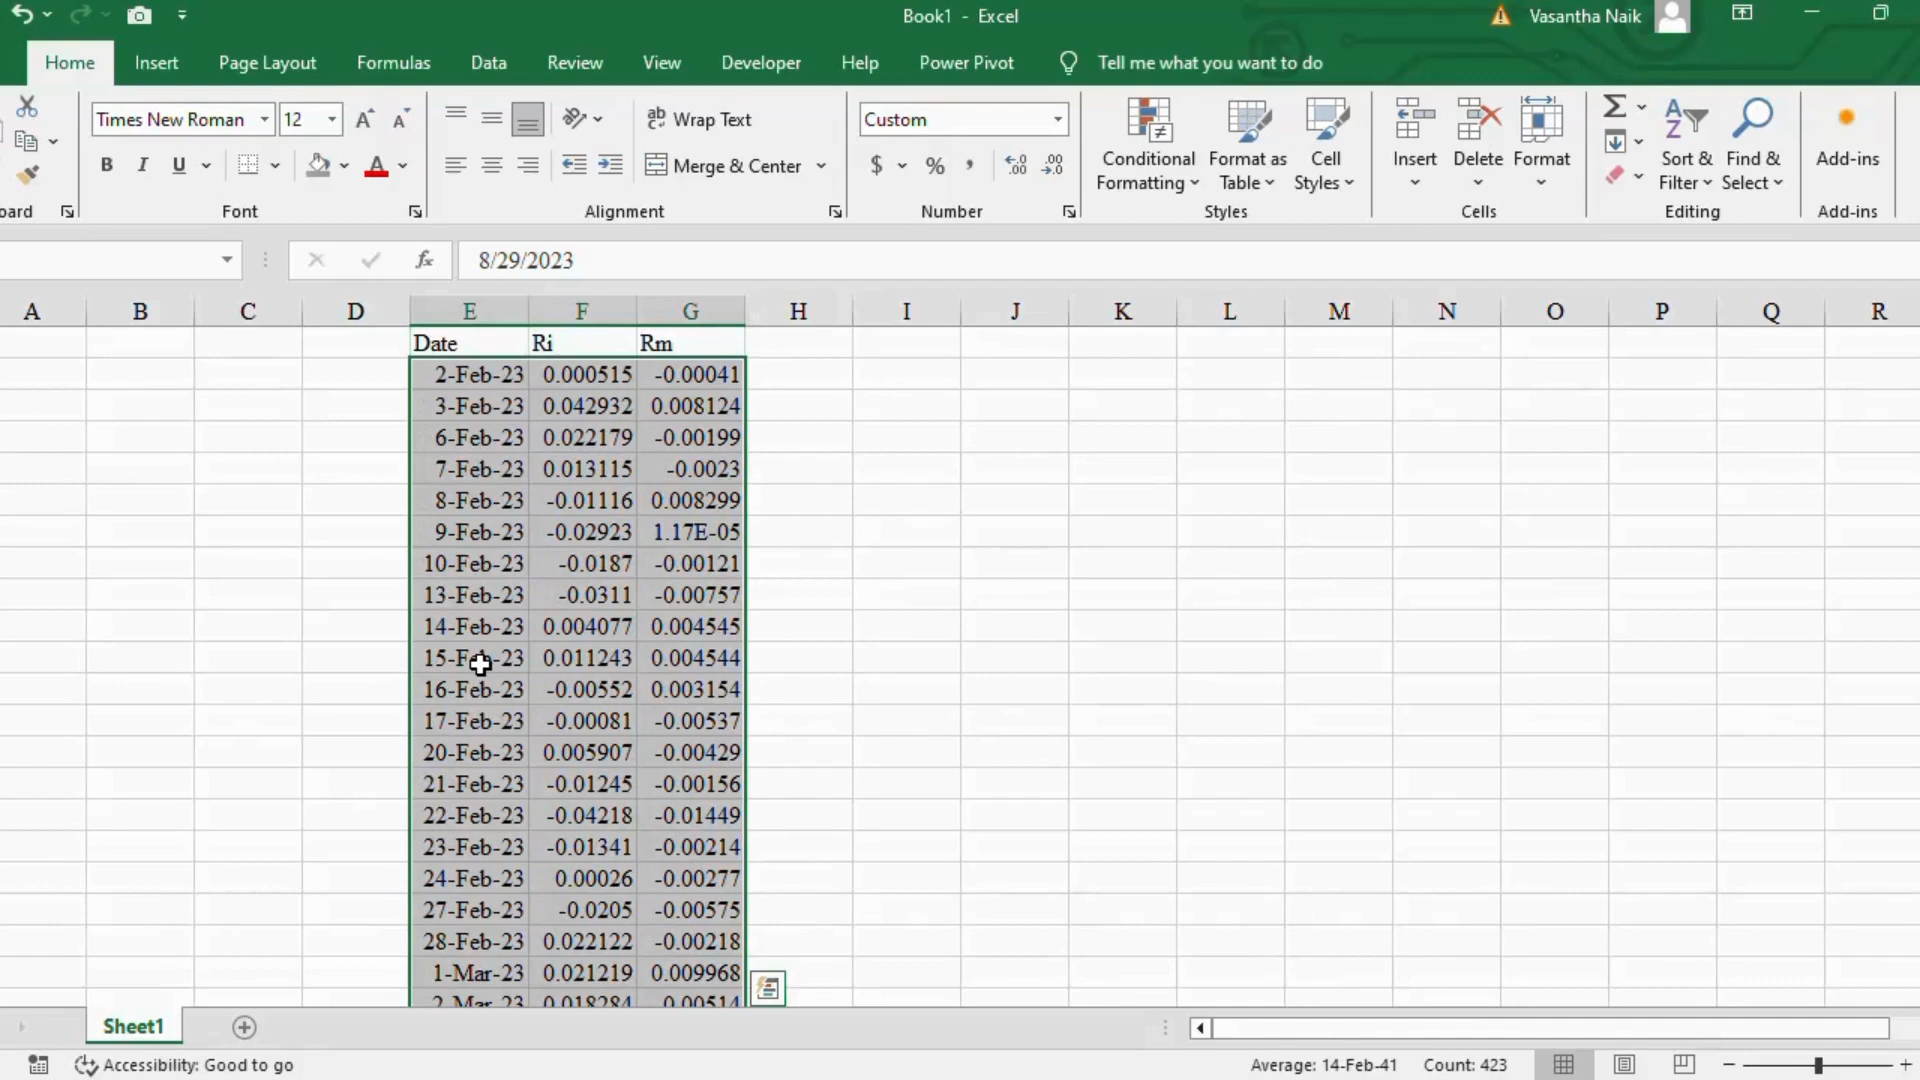 Book1 - Excel
Vasantha Naik
Home Insert Page Layout Formulas Data Review View Developer Help Power Pivot Tell me what you want to do
Times New Roman 12 A A ab Wrap Text Custom
B I U A Merge & Center $ % , .00 .00
Conditional Formatting
Format as Table
Cell Styles
Insert Delete Format
Sort & Filter
Find & Select
Add-ins
oard Font Alignment Number Styles Cells Editing Add-ins
fx 8/29/2023
A B C D E F G H I J K L M N O P Q R
Date Ri Rm
2-Feb-23 0.000515 -0.00041
3-Feb-23 0.042932 0.008124
6-Feb-23 0.022179 -0.00199
7-Feb-23 0.013115 -0.0023
8-Feb-23 -0.01116 0.008299
9-Feb-23 -0.02923 1.17E-05
10-Feb-23 -0.0187 -0.00121
13-Feb-23 -0.0311 -0.00757
14-Feb-23 0.004077 0.004545
15-Feb-23 0.011243 0.004544
16-Feb-23 -0.00552 0.003154
17-Feb-23 -0.00081 -0.00537
20-Feb-23 0.005907 -0.00429
21-Feb-23 -0.01245 -0.00156
22-Feb-23 -0.04218 -0.01449
23-Feb-23 -0.01341 -0.00214
24-Feb-23 0.00026 -0.00277
27-Feb-23 -0.0205 -0.00575
28-Feb-23 0.022122 -0.00218
1-Mar-23 0.021219 0.009968
2-Mar-23 0.018284
Sheet1
Accessibility: Good to go
Average: 14-Feb-41 Count: 423